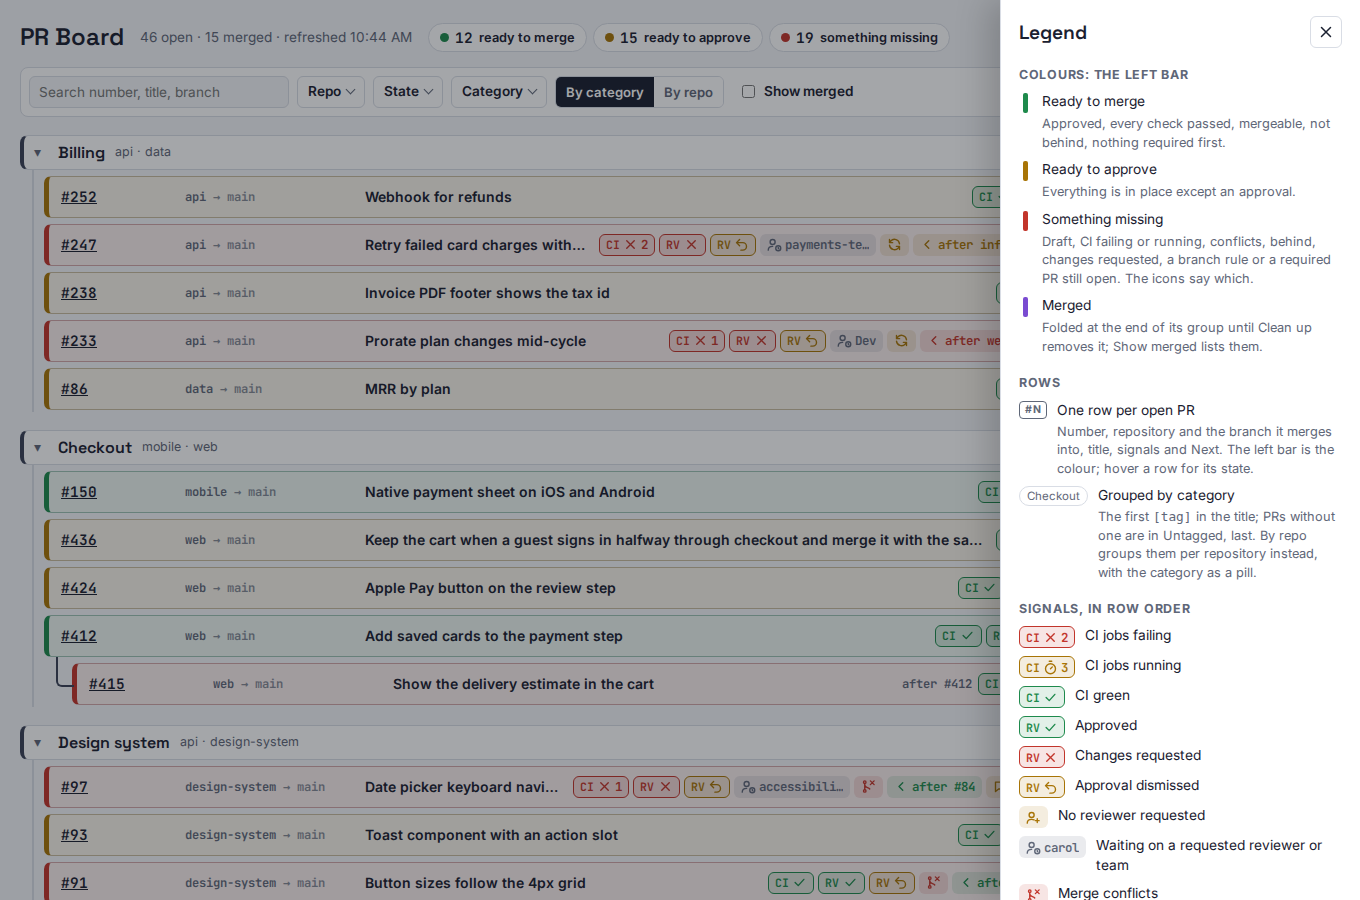 PR Board
46 open · 15 merged · refreshed 10:44 AM
12 ready to merge
15 ready to approve
19 something missing
Search number, title, branch
Repo
State
Category
By category
By repo
Show merged
Billing api · data
#252 api → main Webhook for refunds CI
#247 api → main Retry failed card charges with… CI 2 RV RV payments-te… after inf
#238 api → main Invoice PDF footer shows the tax id
#233 api → main Prorate plan changes mid-cycle CI 1 RV RV Dev after we
#86 data → main MRR by plan
Checkout mobile · web
#150 mobile → main Native payment sheet on iOS and Android CI
#436 web → main Keep the cart when a guest signs in halfway through checkout and merge it with the sa…
#424 web → main Apple Pay button on the review step CI
#412 web → main Add saved cards to the payment step CI
#415 web → main Show the delivery estimate in the cart after #412 CI
Design system api · design-system
#97 design-system → main Date picker keyboard navi… CI 1 RV RV accessibili… after #84
#93 design-system → main Toast component with an action slot CI
#91 design-system → main Button sizes follow the 4px grid CI RV RV
Legend
COLOURS: THE LEFT BAR
Ready to merge
Approved, every check passed, mergeable, not
behind, nothing required first.
Ready to approve
Everything is in place except an approval.
Something missing
Draft, CI failing or running, conflicts, behind,
changes requested, a branch rule or a required
PR still open. The icons say which.
Merged
Folded at the end of its group until Clean up
removes it; Show merged lists them.
ROWS
#N One row per open PR
Number, repository and the branch it merges
into, title, signals and Next. The left bar is the
colour; hover a row for its state.
Checkout Grouped by category
The first [tag] in the title; PRs without
one are in Untagged, last. By repo
groups them per repository instead,
with the category as a pill.
SIGNALS, IN ROW ORDER
CI 2 CI jobs failing
CI 3 CI jobs running
CI CI green
RV Approved
RV Changes requested
RV Approval dismissed
No reviewer requested
carol Waiting on a requested reviewer or
team
Merge conflicts